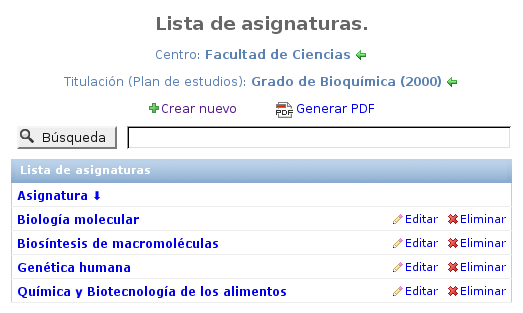 Lista de asignaturas.
Centro: Facultad de Ciencias
Titulación (Plan de estudios): Grado de Bioquímica (2000)
Crear nuevo PDF Generar PDF
Búsqueda
Lista de asignaturas
Asignatura
Biología molecular Editar Eliminar
Biosíntesis de macromoléculas Editar Eliminar
Genética humana Editar Eliminar
Química y Biotecnología de los alimentos Editar Eliminar